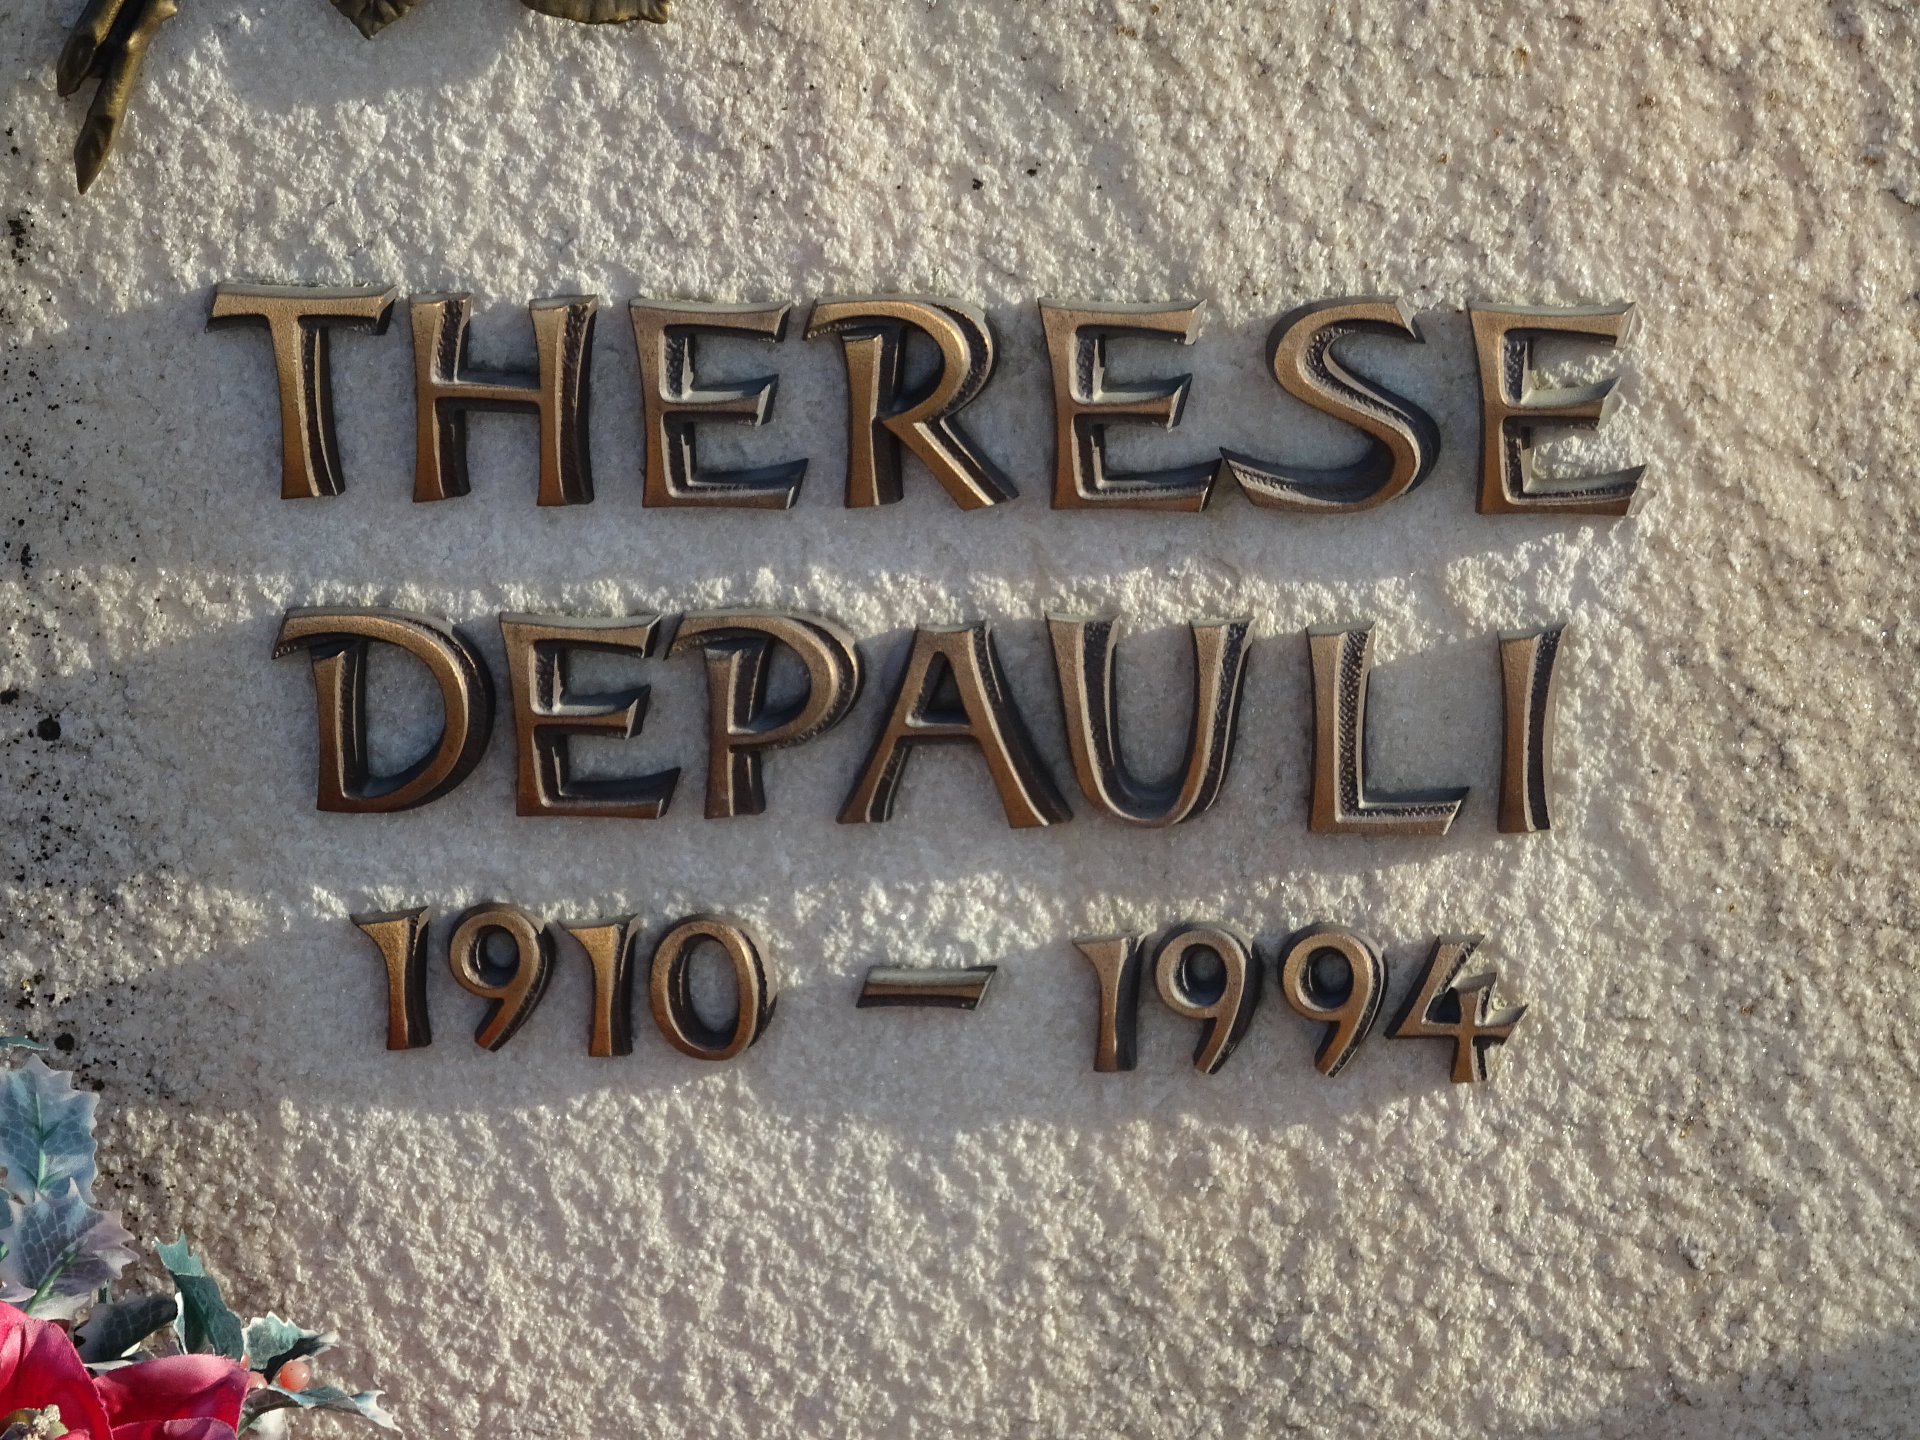 THERESE
DEPAULI
1910 – 1994